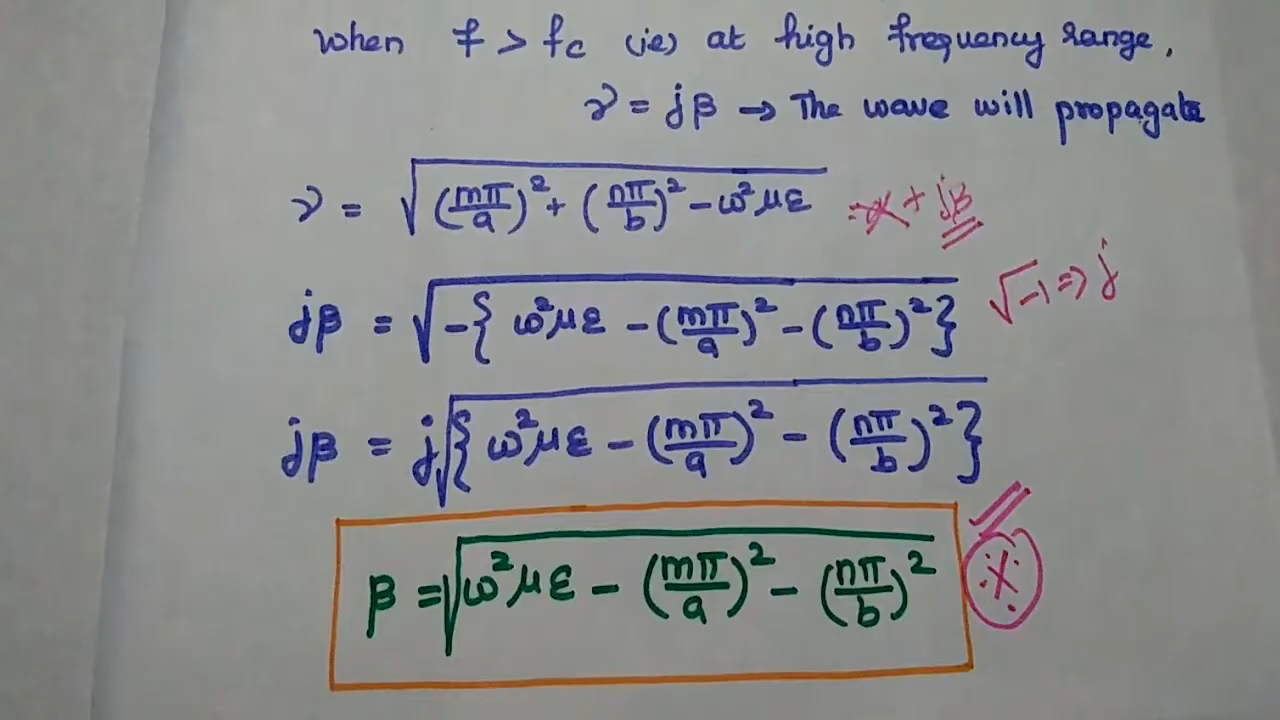 when f > fc (ie) at high frequency range,
γ = jβ → The wave will propagate
γ = √((mπ/a)² + (nπ/b)² - ω²με) = α + jβ
jβ = √(-{ω²με - (mπ/a)² - (nπ/b)²}) √-1 ⇒ j
jβ = j√({ω²με - (mπ/a)² - (nπ/b)²})
β = √(ω²με - (mπ/a)² - (nπ/b)²)